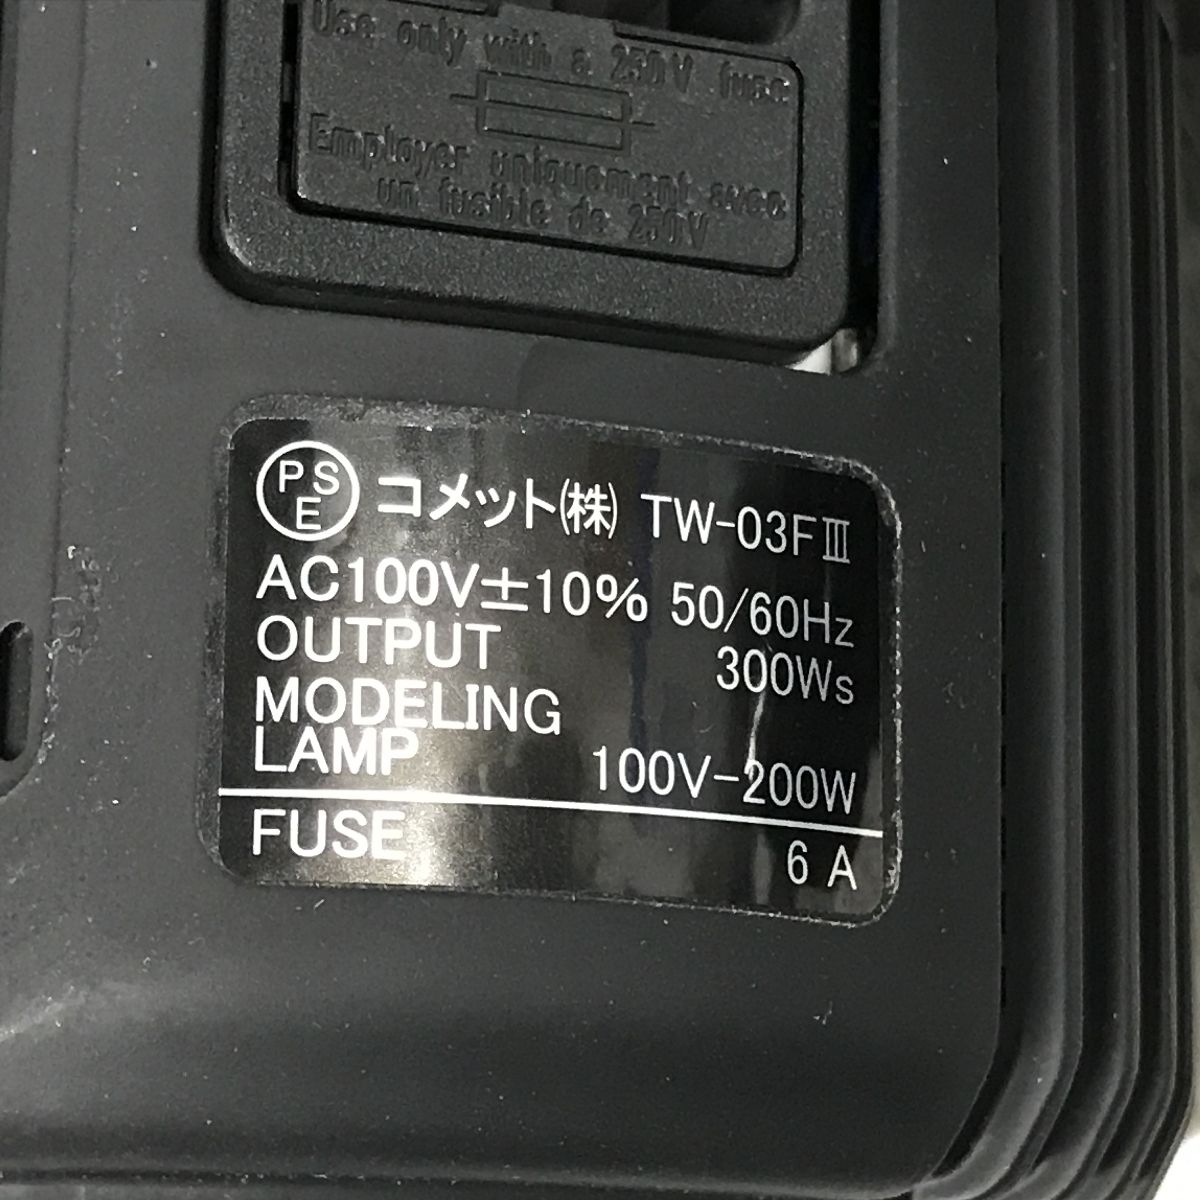 Use only with a 250V fuse
Employer uniquement avec
un fusible de 250V
PSE コメット(株) TW-03FⅢ
AC100V±10% 50/60Hz
OUTPUT 300Ws
MODELING
LAMP 100V-200W
FUSE 6A